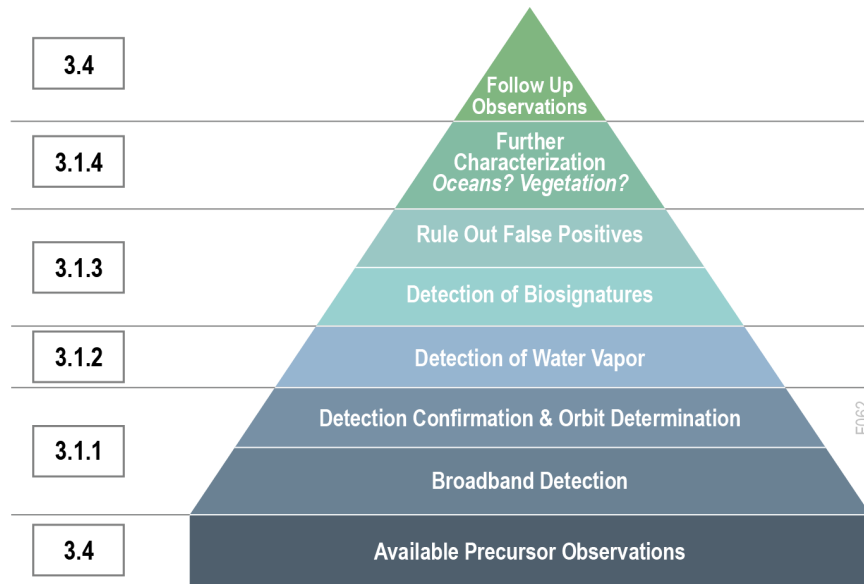 3.4
Follow Up
Observations
3.1.4
Further
Characterization
Oceans? Vegetation?
3.1.3
Rule Out False Positives
Detection of Biosignatures
3.1.2
Detection of Water Vapor
3.1.1
Detection Confirmation & Orbit Determination
Broadband Detection
E062
3.4
Available Precursor Observations